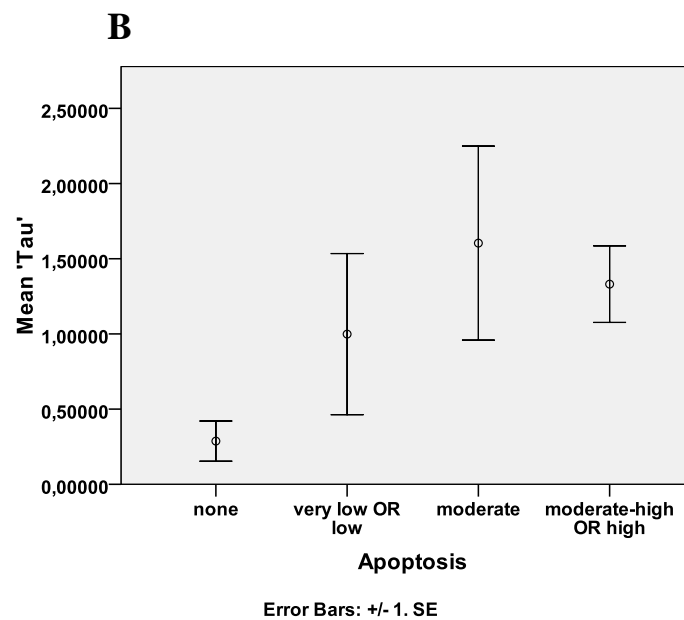 B
2,50000
2,00000
1,50000
1,00000
0,50000
0,00000
Mean 'Tau'
none
very low OR
low
moderate
moderate-high
OR high
Apoptosis
Error Bars: +/- 1. SE